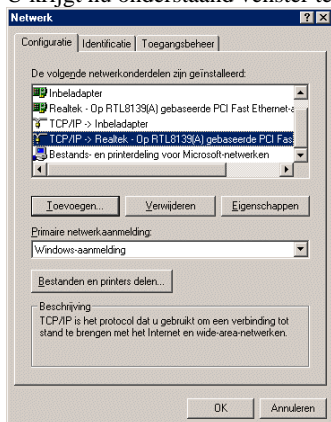 U krijgt nu onderstaand venster te
Netwerk
Configuratie Identificatie Toegangsbeheer
De volgende netwerkonderdelen zijn geïnstalleerd:
Inbeladapter
Realtek - Op RTL8139(A) gebaseerde PCI Fast Ethernet-a
TCP/IP -> Inbeladapter
TCP/IP -> Realtek - Op RTL8139(A) gebaseerde PCI Fas
Bestands- en printerdeling voor Microsoft-netwerken
Toevoegen... Verwijderen Eigenschappen
Primaire netwerkaanmelding:
Windows-aanmelding
Bestanden en printers delen...
Beschrijving
TCP/IP is het protocol dat u gebruikt om een verbinding tot
stand te brengen met het Internet en wide-area-netwerken.
OK Annuleren